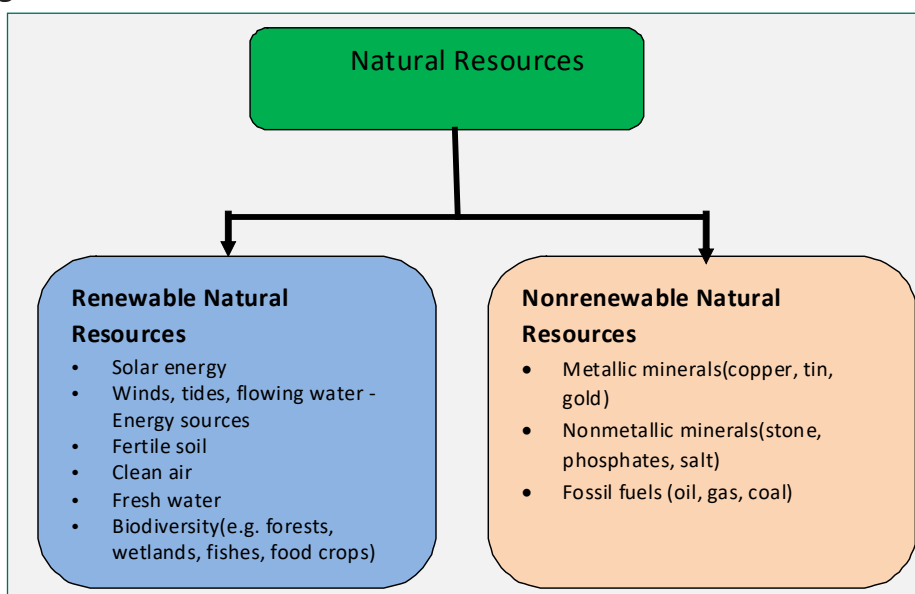 Natural Resources
Renewable Natural
Resources
• Solar energy
• Winds, tides, flowing water -
Energy sources
• Fertile soil
• Clean air
• Fresh water
• Biodiversity(e.g. forests,
wetlands, fishes, food crops)
Nonrenewable Natural
Resources
• Metallic minerals(copper, tin,
gold)
• Nonmetallic minerals(stone,
phosphates, salt)
• Fossil fuels (oil, gas, coal)